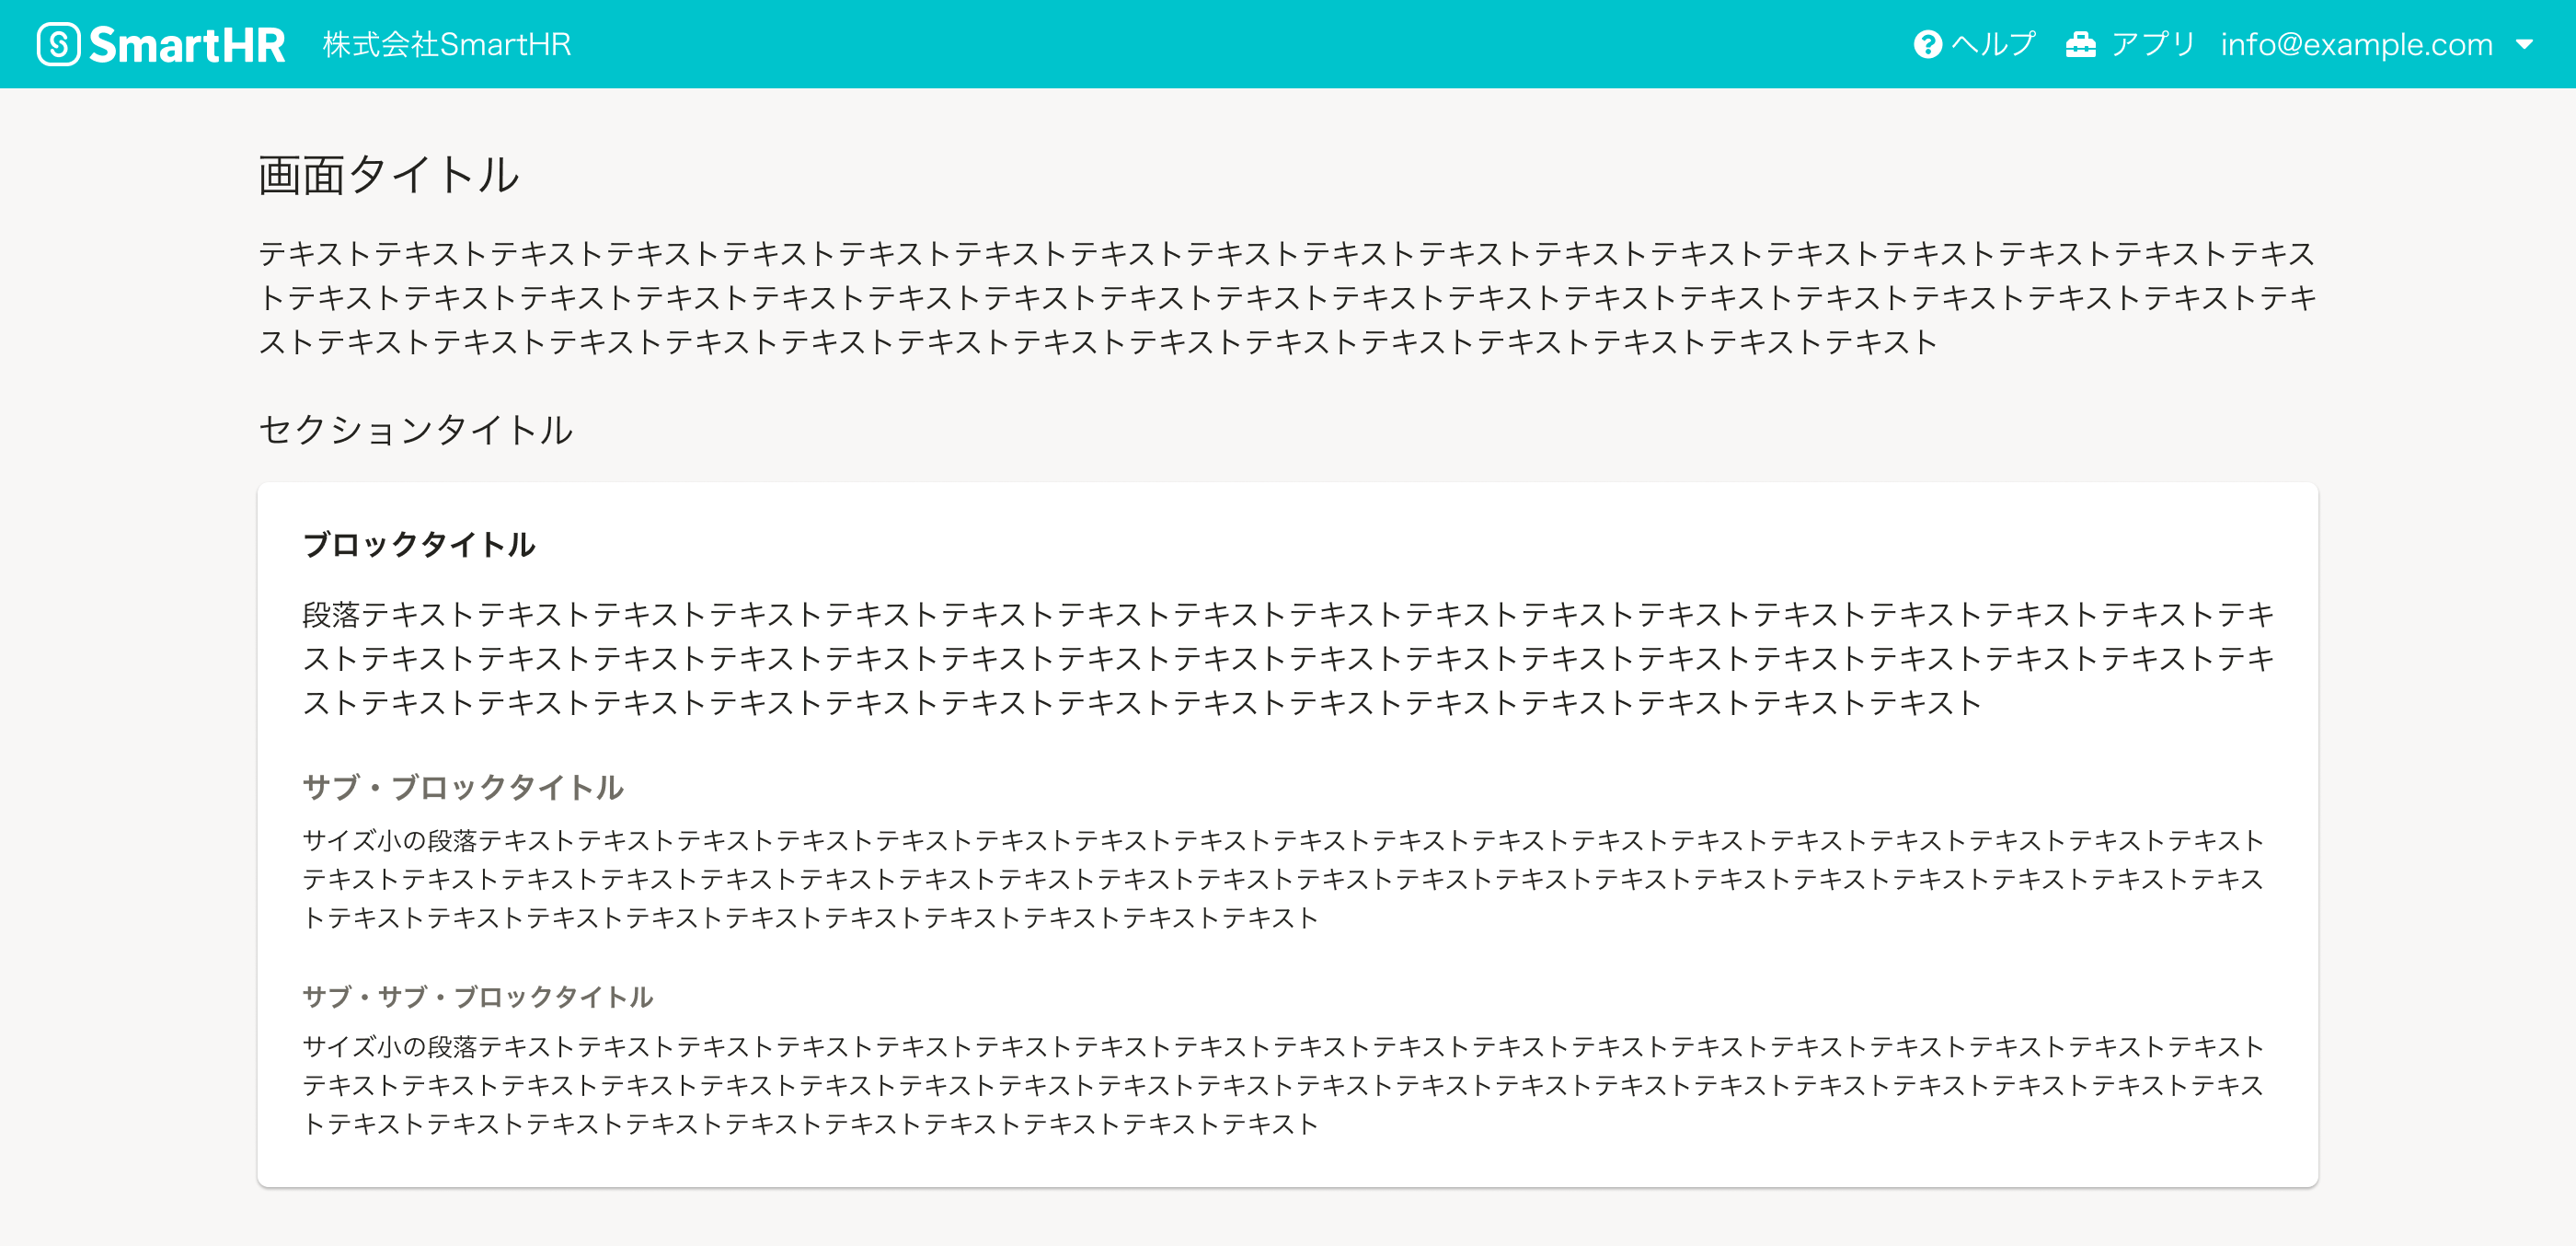 SmartHR 株式会社SmartHR ヘルプ アプリ info@example.com
画面タイトル
テキストテキストテキストテキストテキストテキストテキストテキストテキストテキストテキストテキストテキストテキストテキストテキストテキストテキス
トテキストテキストテキストテキストテキストテキストテキストテキストテキストテキストテキストテキストテキストテキストテキストテキストテキストテキ
ストテキストテキストテキストテキストテキストテキストテキストテキストテキストテキストテキストテキストテキストテキスト
セクションタイトル
ブロックタイトル
段落テキストテキストテキストテキストテキストテキストテキストテキストテキストテキストテキストテキストテキストテキストテキストテキストテキ
ストテキストテキストテキストテキストテキストテキストテキストテキストテキストテキストテキストテキストテキストテキストテキストテキストテキ
ストテキストテキストテキストテキストテキストテキストテキストテキストテキストテキストテキストテキストテキストテキスト
サブ・ブロックタイトル
サイズ小の段落テキストテキストテキストテキストテキストテキストテキストテキストテキストテキストテキストテキストテキストテキストテキストテキストテキストテキスト
テキストテキストテキストテキストテキストテキストテキストテキストテキストテキストテキストテキストテキストテキストテキストテキストテキストテキストテキストテキス
トテキストテキストテキストテキストテキストテキストテキストテキストテキストテキスト
サブ・サブ・ブロックタイトル
サイズ小の段落テキストテキストテキストテキストテキストテキストテキストテキストテキストテキストテキストテキストテキストテキストテキストテキストテキストテキスト
テキストテキストテキストテキストテキストテキストテキストテキストテキストテキストテキストテキストテキストテキストテキストテキストテキストテキストテキストテキス
トテキストテキストテキストテキストテキストテキストテキストテキストテキストテキスト